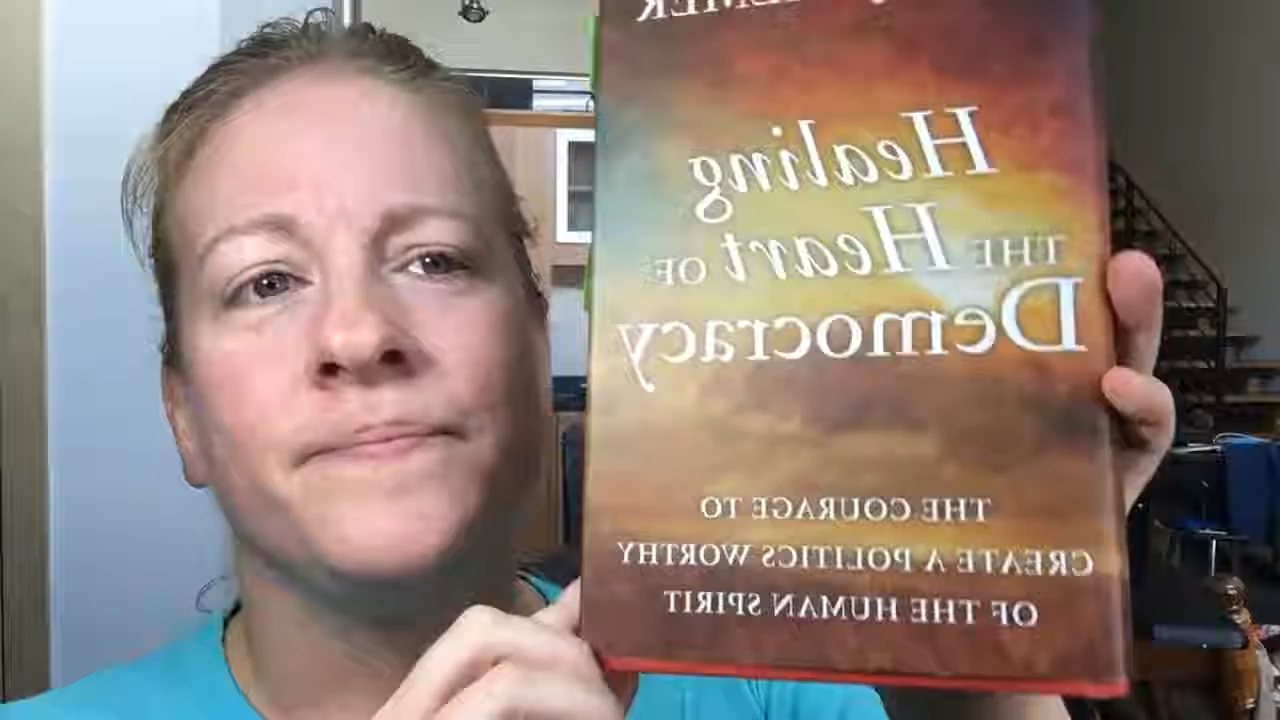 Healing
THE Heart OF
Democracy
THE COURAGE TO
CREATE A POLITICS WORTHY
OF THE HUMAN SPIRIT